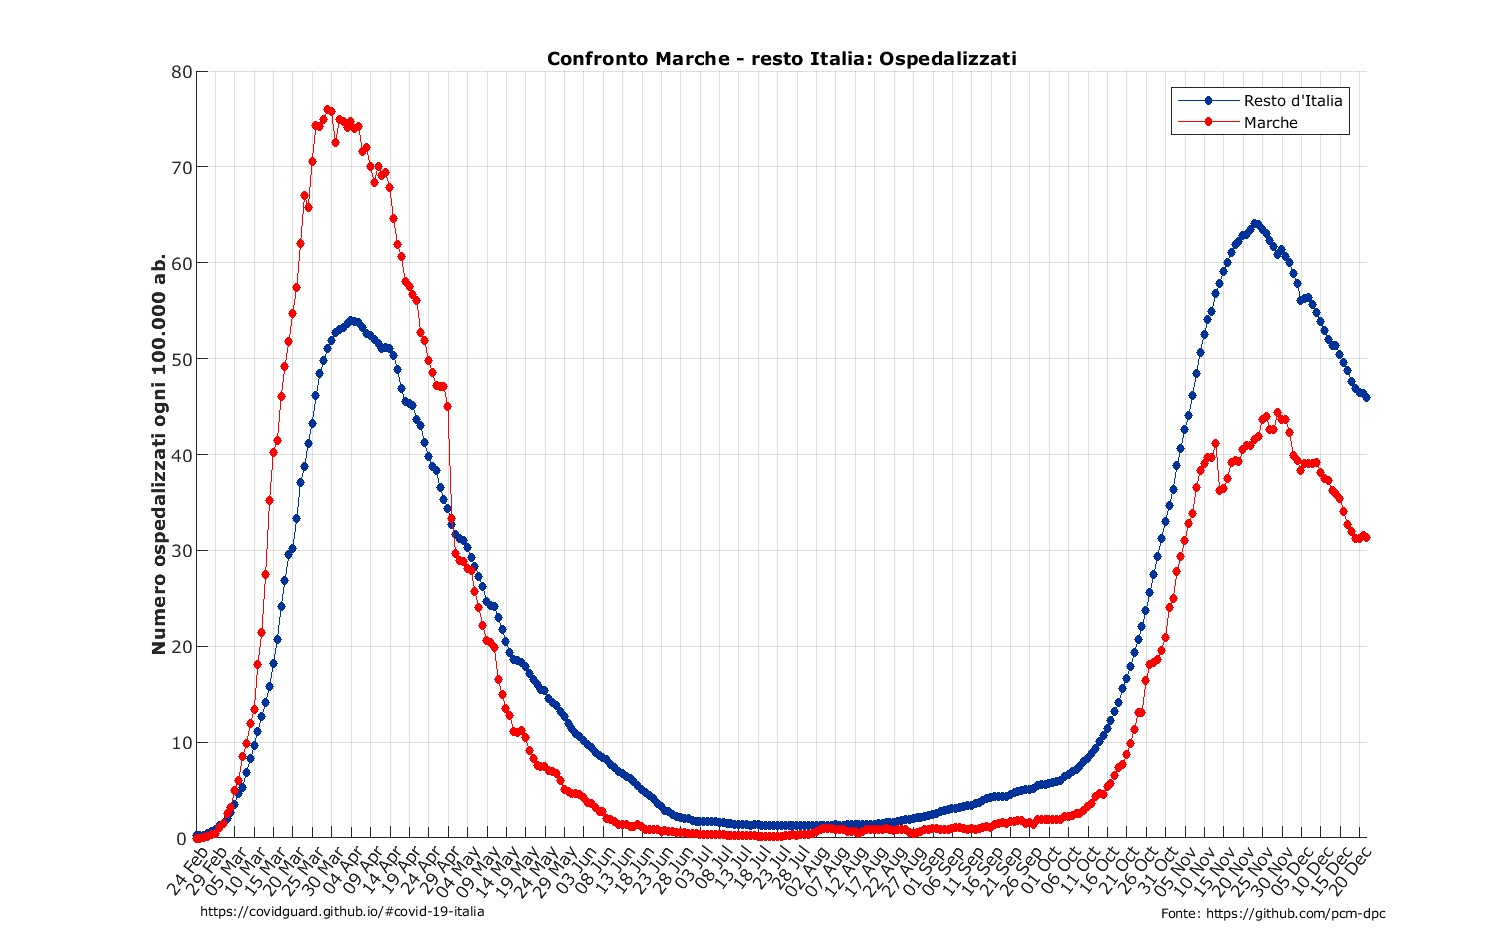 Confronto Marche - resto Italia: Ospedalizzati
Resto d'Italia
Marche
Numero ospedalizzati ogni 100.000 ab.
80
70
60
50
40
30
20
10
0
24 Feb
29 Feb
05 Mar
10 Mar
15 Mar
20 Mar
25 Mar
30 Mar
04 Apr
09 Apr
14 Apr
19 Apr
24 Apr
29 Apr
04 May
09 May
14 May
19 May
24 May
29 May
03 Jun
08 Jun
13 Jun
18 Jun
23 Jun
28 Jun
03 Jul
08 Jul
13 Jul
18 Jul
23 Jul
28 Jul
02 Aug
07 Aug
12 Aug
17 Aug
22 Aug
27 Aug
01 Sep
06 Sep
11 Sep
16 Sep
21 Sep
26 Sep
01 Oct
06 Oct
11 Oct
16 Oct
21 Oct
26 Oct
31 Oct
05 Nov
10 Nov
15 Nov
20 Nov
25 Nov
30 Nov
05 Dec
10 Dec
15 Dec
20 Dec
https://covidguard.github.io/#covid-19-italia
Fonte: https://github.com/pcm-dpc